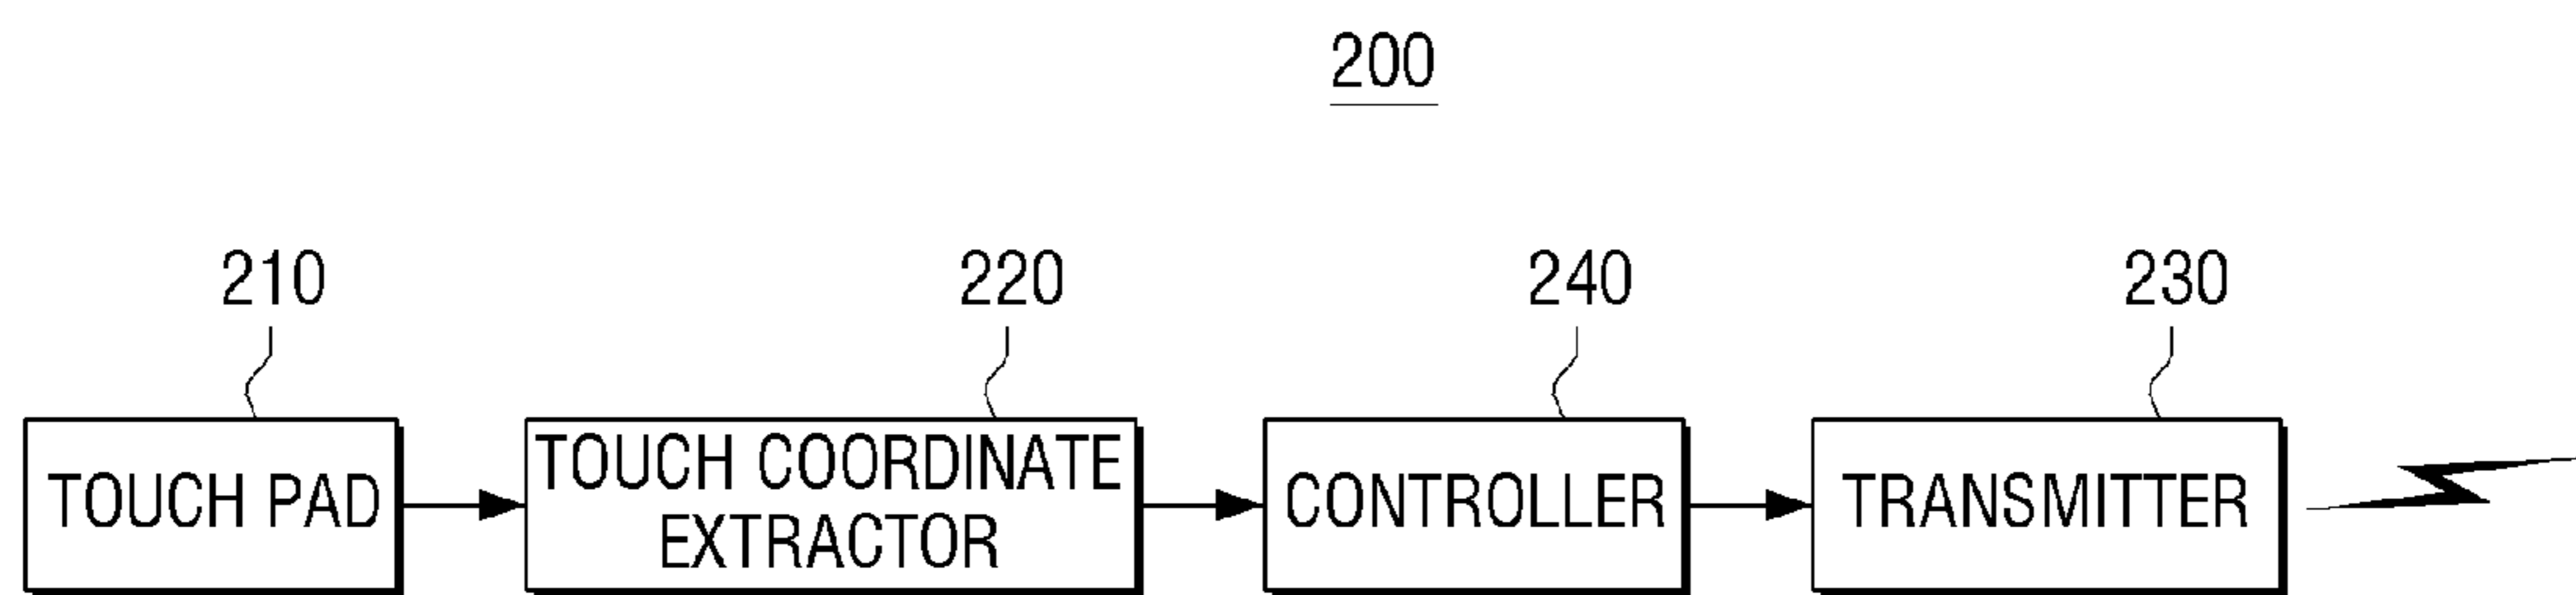 200
210
220
240
230
TOUCH PAD
TOUCH COORDINATE
EXTRACTOR
CONTROLLER
TRANSMITTER